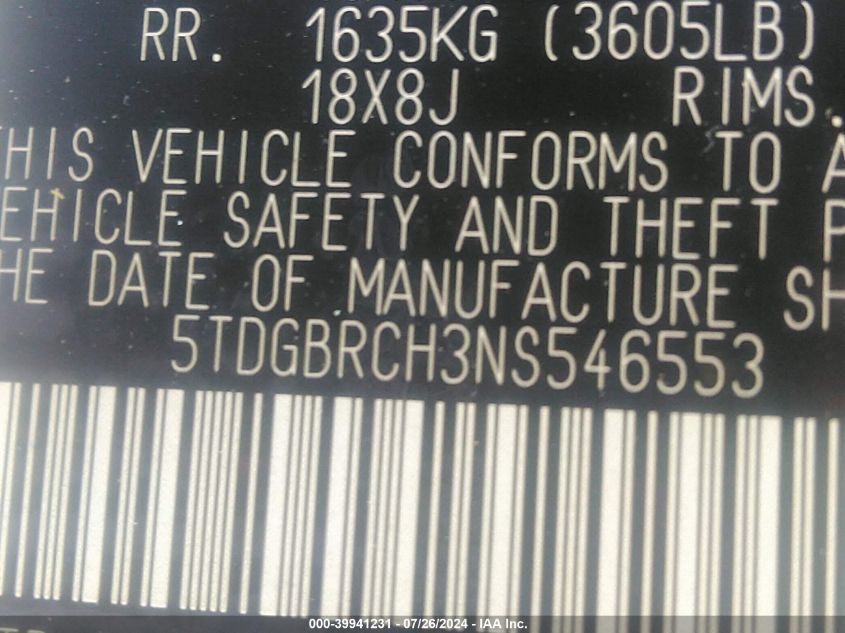 RR. 1635KG (3605LB)
18X8J RIMS.
THIS VEHICLE CONFORMS TO A
EHICLE SAFETY AND THEFT P
HE DATE OF MANUFACTURE SH
5TDGBRCH3NS546553
000-39941231 - 07/26/2024 - IAA Inc.